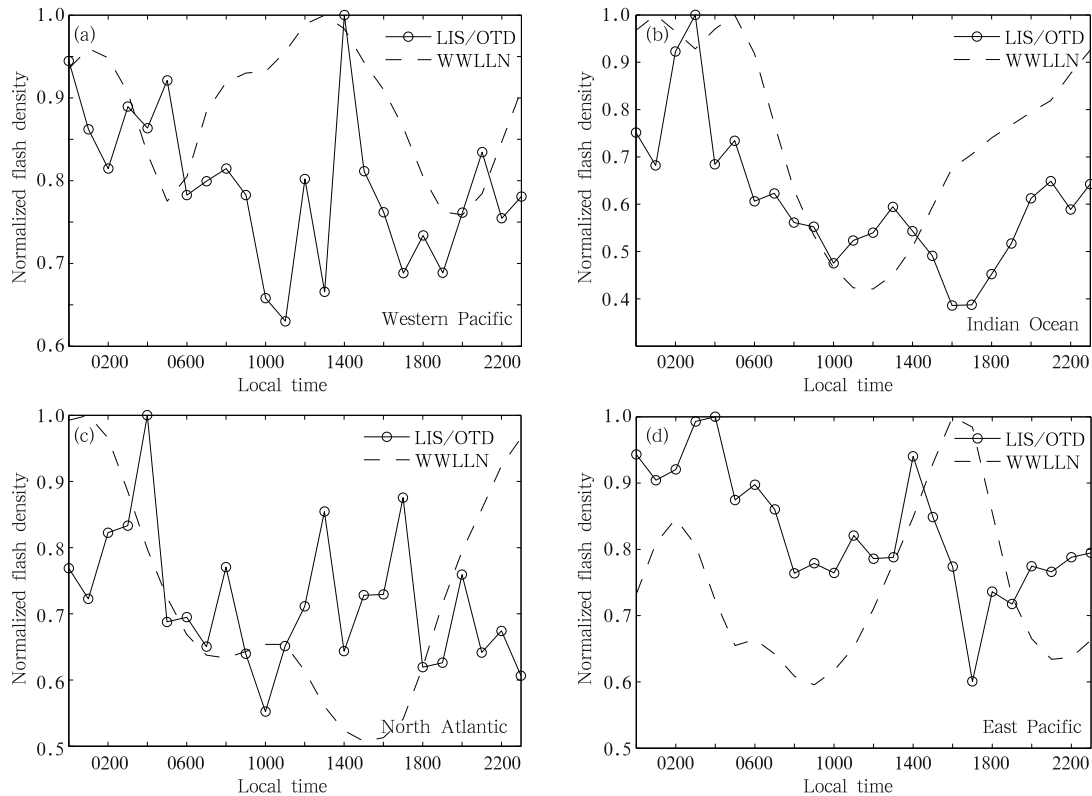 (a)
LIS/OTD
WWLLN
Normalized flash density
1.0
0.9
0.8
0.7
0.6
Western Pacific
0200 0600 1000 1400 1800 2200
Local time
(b)
LIS/OTD
WWLLN
Normalized flash density
1.0
0.9
0.8
0.7
0.6
0.5
0.4
Indian Ocean
0200 0600 1000 1400 1800 2200
Local time
(c)
LIS/OTD
WWLLN
Normalized flash density
1.0
0.9
0.8
0.7
0.6
0.5
North Atlantic
0200 0600 1000 1400 1800 2200
Local time
(d)
LIS/OTD
WWLLN
Normalized flash density
1.0
0.9
0.8
0.7
0.6
0.5
East Pacific
0200 0600 1000 1400 1800 2200
Local time